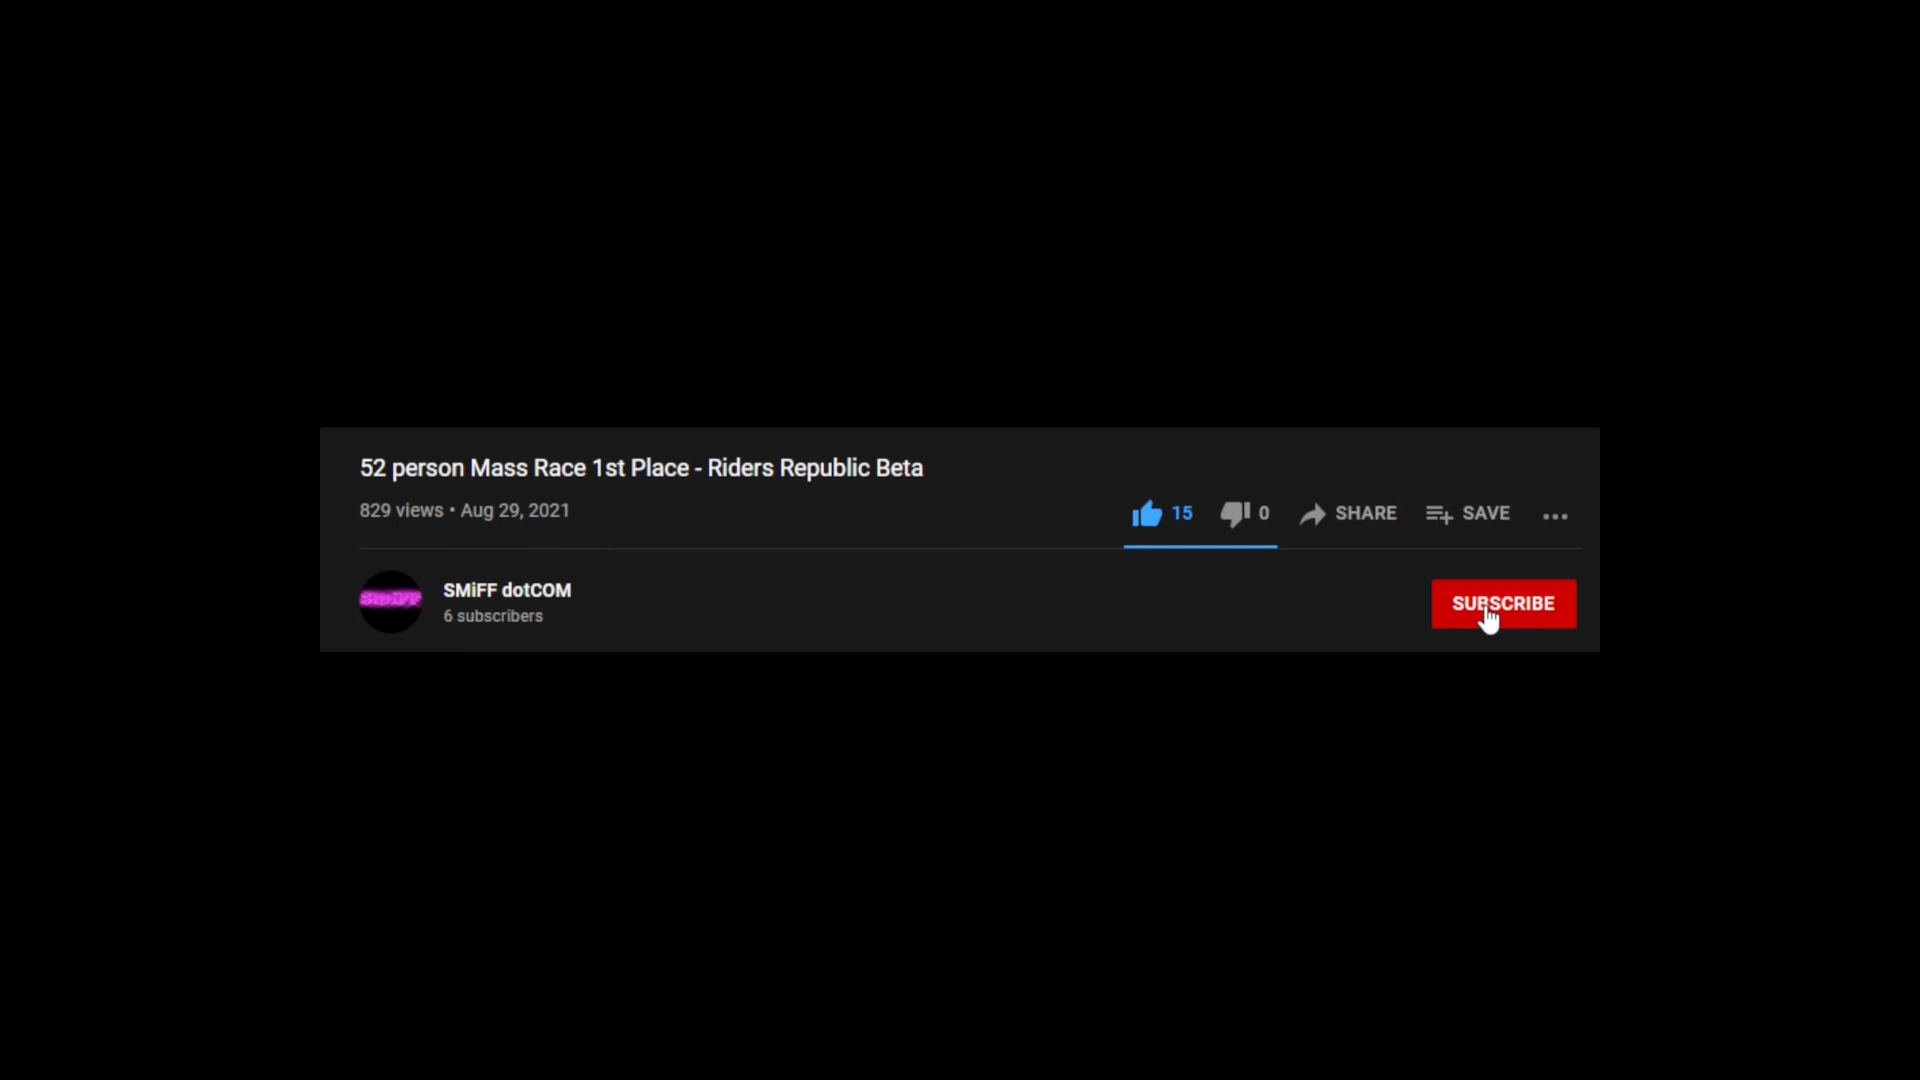 52 person Mass Race 1st Place - Riders Republic Beta
829 views • Aug 29, 2021
15 0 SHARE SAVE
SMiFF
SMiFF dotCOM
6 subscribers
SUBSCRIBE